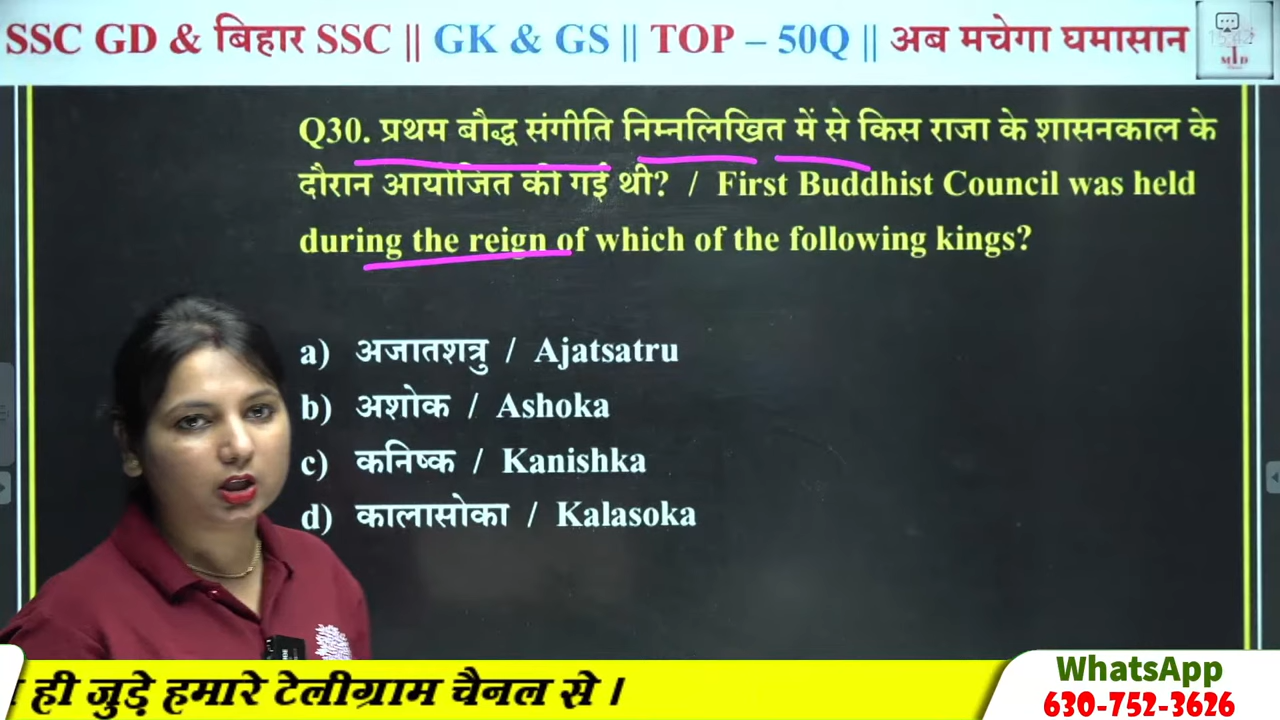 SSC GD & बिहार SSC || GK & GS || TOP – 50Q || अब मचेगा घमासान
Q30. प्रथम बौद्ध संगीति निम्नलिखित में से किस राजा के शासनकाल के
दौरान आयोजित की गई थी? / First Buddhist Council was held
during the reign of which of the following kings?
a) अजातशत्रु / Ajatsatru
b) अशोक / Ashoka
c) कनिष्क / Kanishka
d) कालासोका / Kalasoka
ही जुड़े हमारे टेलीग्राम चैनल से ।
WhatsApp
630-752-3626